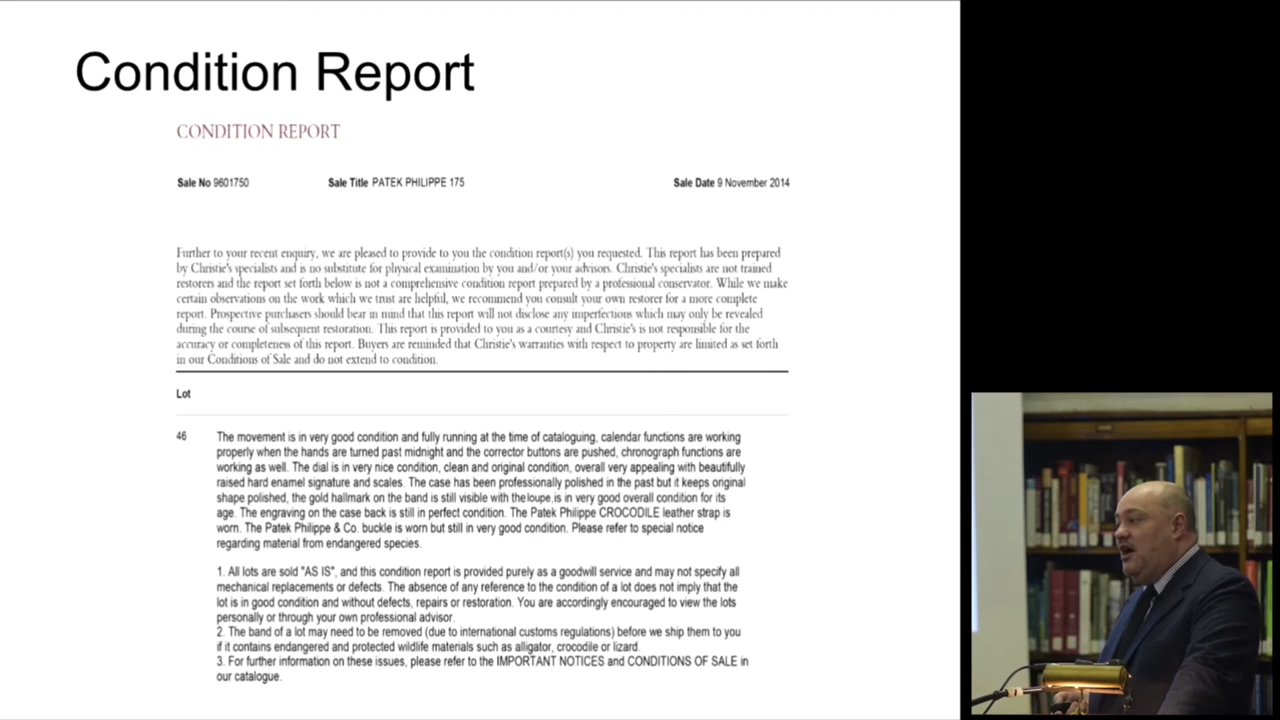 Condition Report
CONDITION REPORT
Sale No 9601750 Sale Title PATEK PHILIPPE 175 Sale Date 9 November 2014
Further to your recent enquiry, we are pleased to provide to you the condition report(s) you requested. This report has been prepared
by Christie's specialists and is no substitute for physical examination by you and/or your advisors. Christie's specialists are not trained
restorers and the report set forth below is not a comprehensive condition report prepared by a professional conservator. While we make
certain observations on the work which we trust are helpful, we recommend you consult your own restorer for a more complete
report. Prospective purchasers should bear in mind that this report will not disclose any imperfections which may only be revealed
during the course of subsequent restoration. This report is provided to you as a courtesy and Christie's is not responsible for the
accuracy or completeness of this report. Buyers are reminded that Christie's warranties with respect to property are limited as set forth
in our Conditions of Sale and do not extend to condition.
Lot
46 The movement is in very good condition and fully running at the time of cataloguing, calendar functions are working
properly when the hands are turned past midnight and the corrector buttons are pushed, chronograph functions are
working as well. The dial is in very nice condition, clean and original condition, overall very appealing with beautifully
raised hard enamel signature and scales. The case has been professionally polished in the past but it keeps original
shape polished, the gold hallmark on the band is still visible with the loupe, is in very good overall condition for its
age. The engraving on the case back is still in perfect condition. The Patek Philippe CROCODILE leather strap is
worn. The Patek Philippe & Co. buckle is worn but still in very good condition. Please refer to special notice
regarding material from endangered species.
1. All lots are sold "AS IS", and this condition report is provided purely as a goodwill service and may not specify all
mechanical replacements or defects. The absence of any reference to the condition of a lot does not imply that the
lot is in good condition and without defects, repairs or restoration. You are accordingly encouraged to view the lots
personally or through your own professional advisor.
2. The band of a lot may need to be removed (due to international customs regulations) before we ship them to you
if it contains endangered and protected wildlife materials such as alligator, crocodile or lizard.
3. For further information on these issues, please refer to the IMPORTANT NOTICES and CONDITIONS OF SALE in
our catalogue.